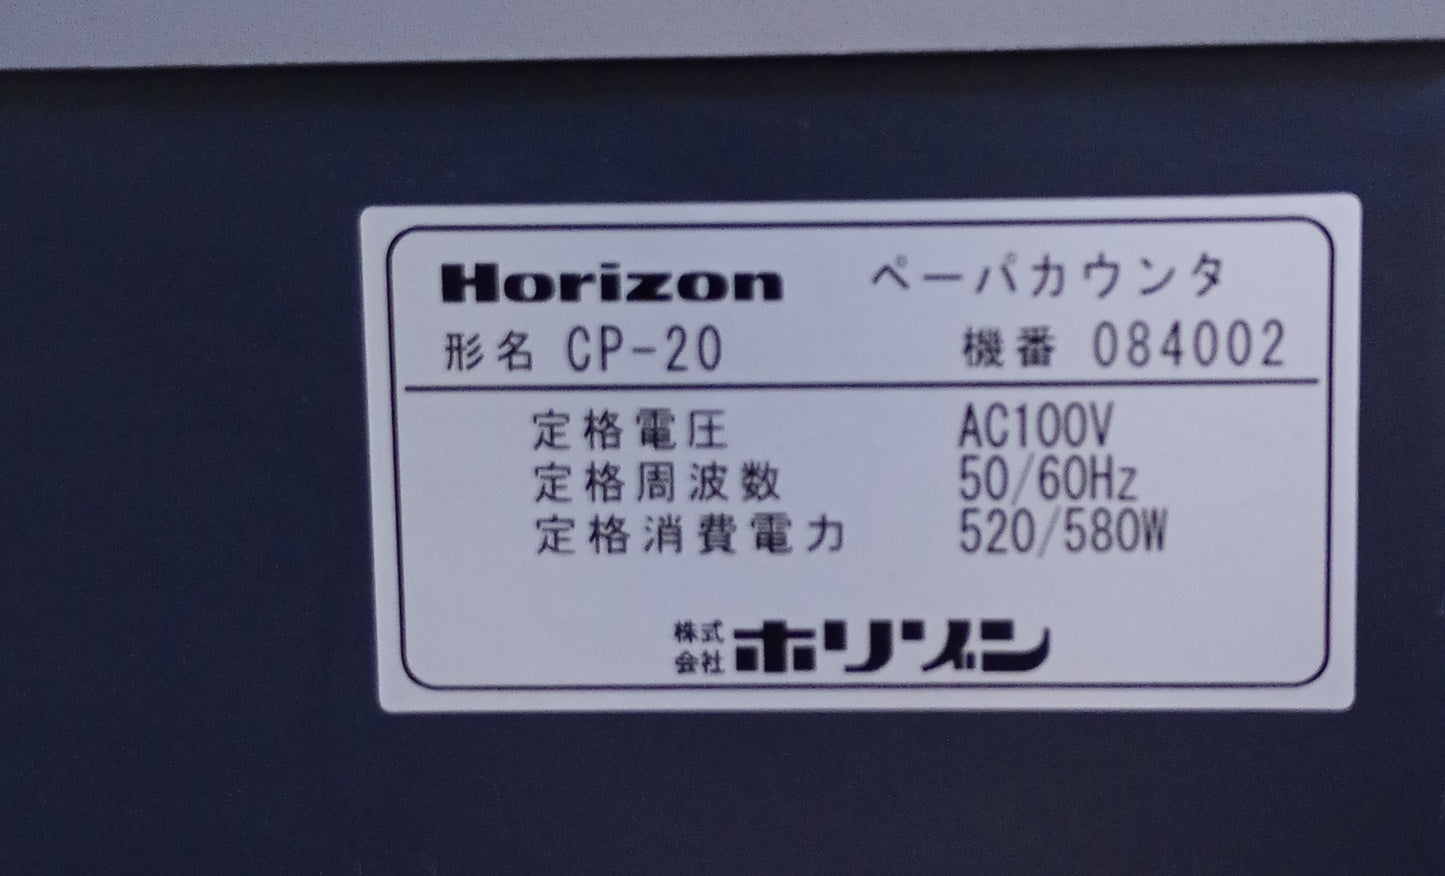 Horizon ペーパカウンタ
形名 CP-20 機番 084002
定格電圧 AC100V
定格周波数 50/60Hz
定格消費電力 520/580W
株式会社 ホリゾン